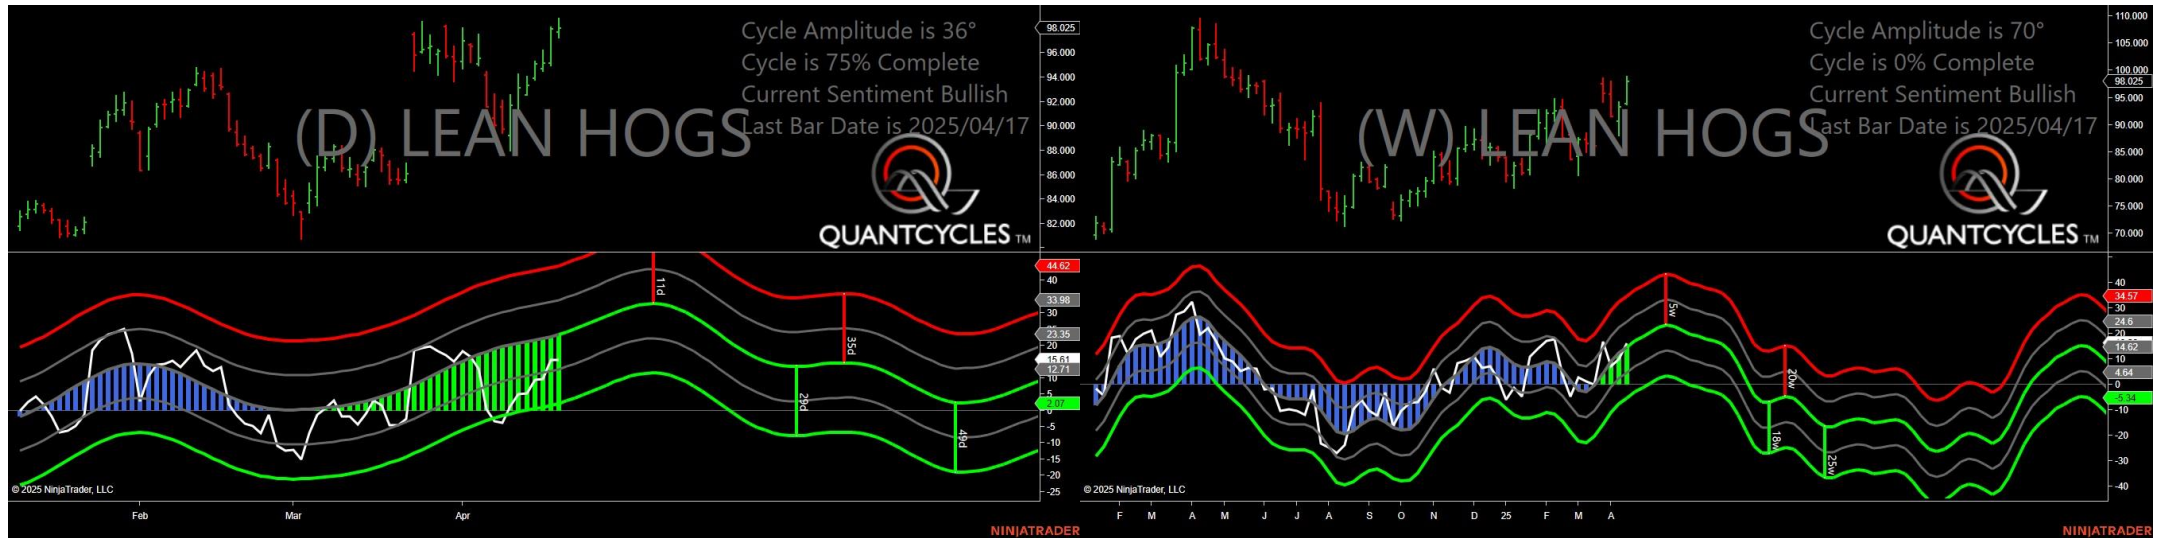 Cycle Amplitude is 36°
Cycle is 75% Complete
Current Sentiment Bullish
Last Bar Date is 2025/04/17
(D) LEAN HOGS
QUANTCYCLES TM
98.025
96.000
94.000
92.000
90.000
88.000
86.000
84.000
82.000
44.62
40
33.98
30
23.35
20
15.61
12.71
10
5
2.07
0
-5
-10
-15
-20
-25
11d
29d
35d
49d
© 2025 NinjaTrader, LLC
Feb
Mar
Apr
NINJATRADER
Cycle Amplitude is 70°
Cycle is 0% Complete
Current Sentiment Bullish
Last Bar Date is 2025/04/17
(W) LEAN HOGS
QUANTCYCLES TM
110.000
105.000
100.000
98.025
95.000
90.000
85.000
80.000
75.000
70.000
40
34.57
30
24.6
20
14.62
10
4.64
0
-5.34
-10
-20
-30
-40
5w
18w
20w
25w
© 2025 NinjaTrader, LLC
F M A M J J A S O N D 25 F M A
NINJATRADER